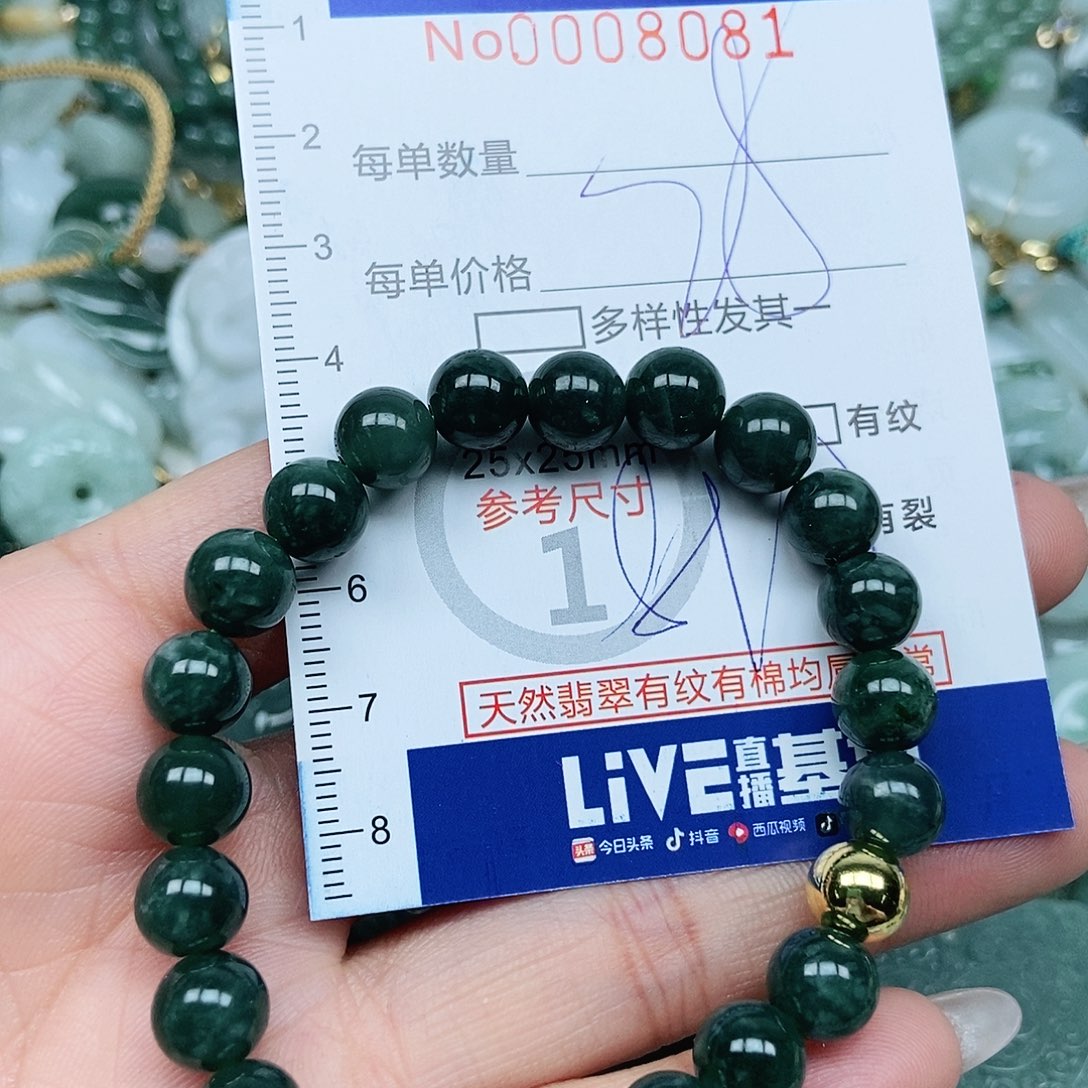 1
No0008081
2
每单数量
3
每单价格
多样性发其一
4
有纹
25x25mm
参考尺寸
有裂
1
6
天然翡翠有纹有棉均属 常
7
LiVE直播基
8
头条 今日头条 抖音 西瓜视频